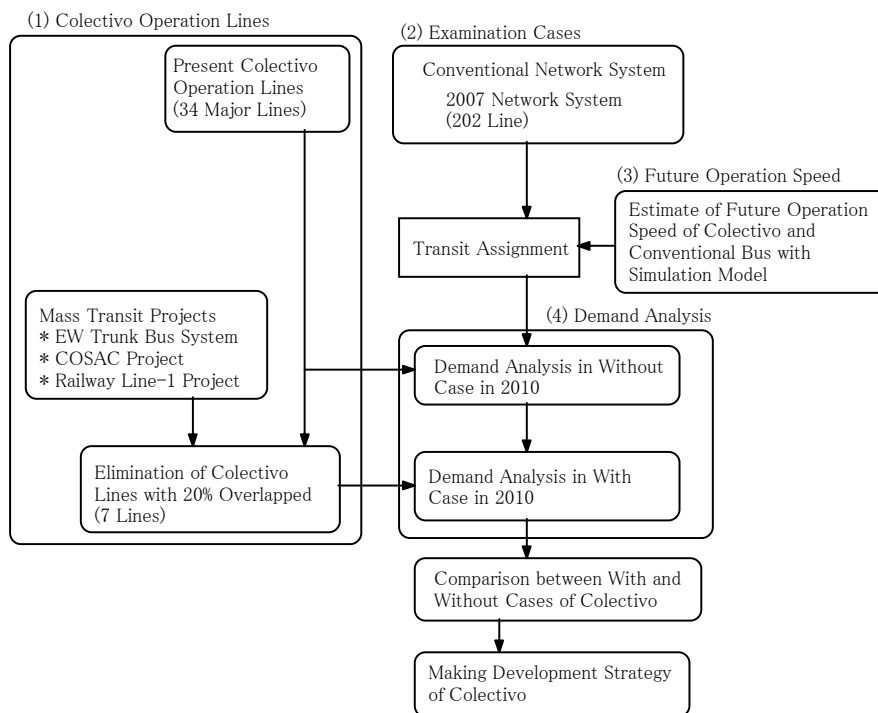 (1) Colectivo Operation Lines
Present Colectivo
Operation Lines
(34 Major Lines)
Mass Transit Projects
* EW Trunk Bus System
* COSAC Project
* Railway Line-1 Project
Elimination of Colectivo
Lines with 20% Overlapped
(7 Lines)
(2) Examination Cases
Conventional Network System
2007 Network System
(202 Line)
(3) Future Operation Speed
Estimate of Future Operation
Speed of Colectivo and
Conventional Bus with
Simulation Model
Transit Assignment
(4) Demand Analysis
Demand Analysis in Without
Case in 2010
Demand Analysis in With
Case in 2010
Comparison between With and
Without Cases of Colectivo
Making Development Strategy
of Colectivo